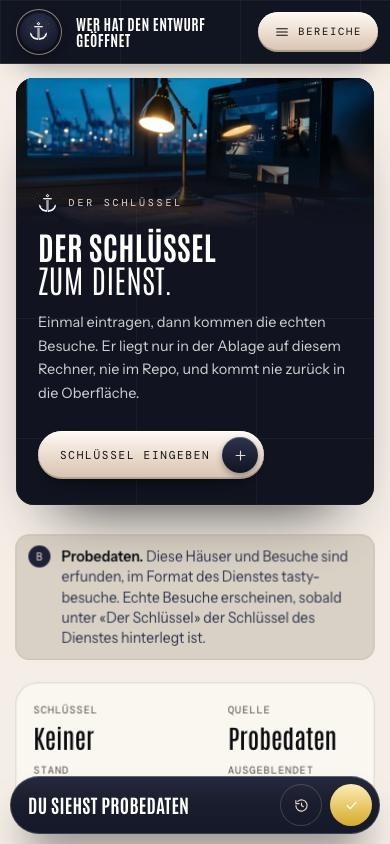 WER HAT DEN ENTWURF
GEÖFFNET
BEREICHE
DER SCHLÜSSEL
DER SCHLÜSSEL
ZUM DIENST.
Einmal eintragen, dann kommen die echten
Besuche. Er liegt nur in der Ablage auf diesem
Rechner, nie im Repo, und kommt nie zurück in
die Oberfläche.
SCHLÜSSEL EINGEBEN
B
Probedaten. Diese Häuser und Besuche sind
erfunden, im Format des Dienstes tasty-
besuche. Echte Besuche erscheinen, sobald
unter «Der Schlüssel» der Schlüssel des
Dienstes hinterlegt ist.
SCHLÜSSEL QUELLE
Keiner Probedaten
STAND AUSGEBLENDET
DU SIEHST PROBEDATEN